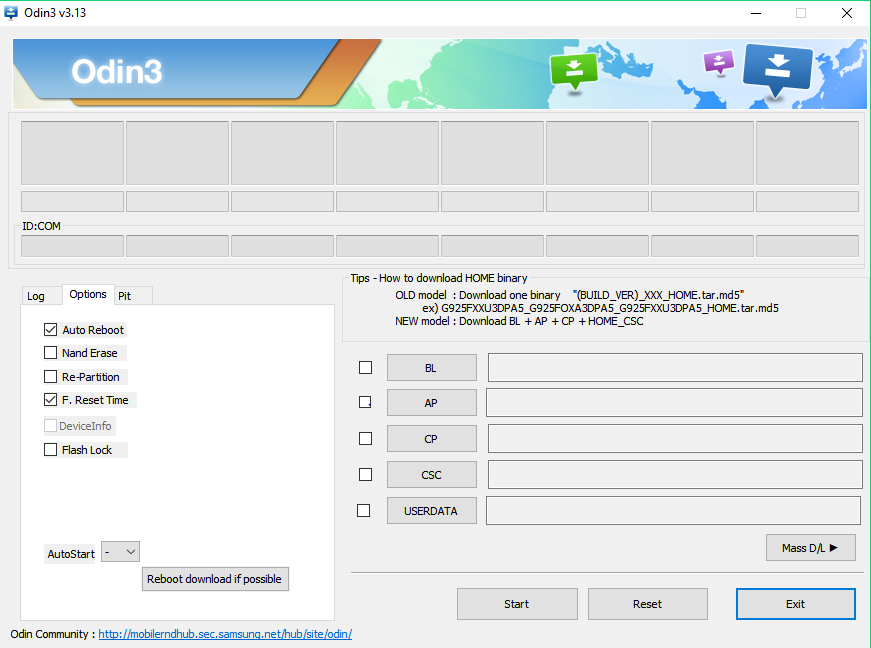 Odin3 v3.13
Odin3
ID:COM
Log
Options
Pit
Auto Reboot
Nand Erase
Re-Partition
F. Reset Time
DeviceInfo
Flash Lock
AutoStart
-
Reboot download if possible
Tips - How to download HOME binary
OLD model : Download one binary "(BUILD_VER)_XXX_HOME.tar.md5"
ex) G925FXXU3DPA5_G925FOXA3DPA5_G925FXXU3DPA5_HOME.tar.md5
NEW model : Download BL + AP + CP + HOME_CSC
BL
AP
CP
CSC
USERDATA
Mass D/L ►
Start
Reset
Exit
Odin Community : http://mobilerndhub.sec.samsung.net/hub/site/odin/